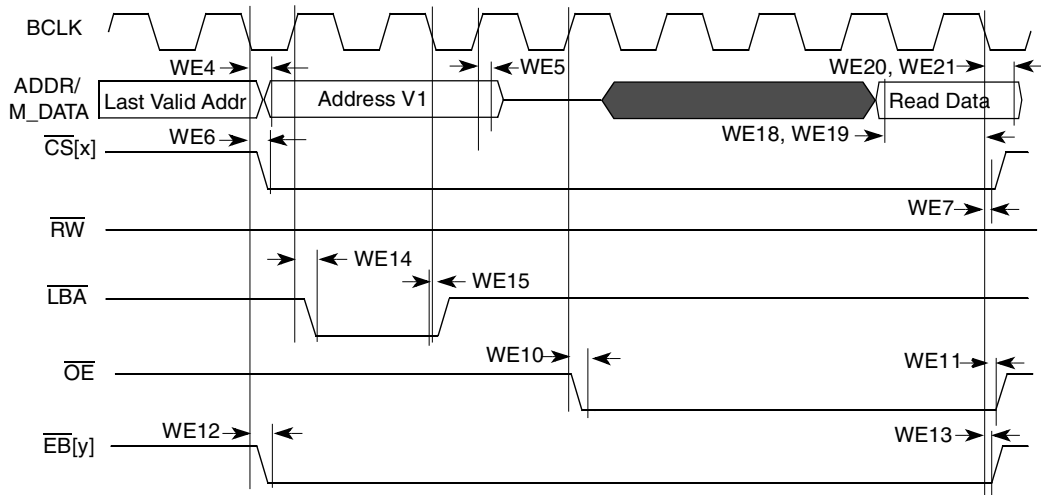 BCLK
WE4
WE5
WE20, WE21
ADDR/
M_DATA
Last Valid Addr
Address V1
Read Data
WE6
WE18, WE19
CS[x]
WE7
RW
WE14
LBA
WE15
WE10
WE11
OE
WE12
WE13
EB[y]